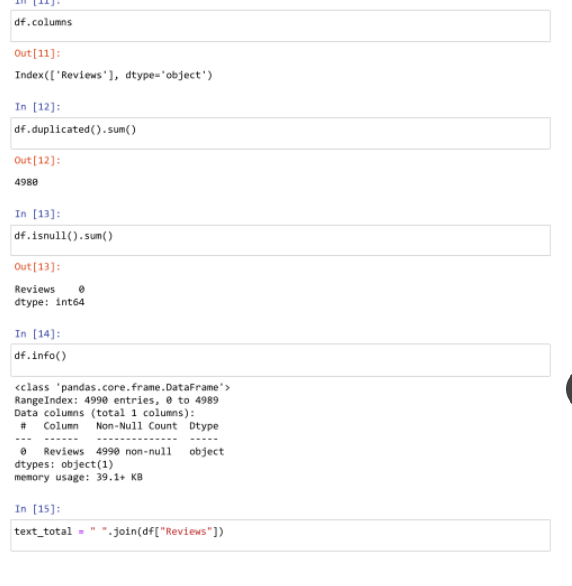 In [11]:
df.columns
Out[11]:
Index(['Reviews'], dtype='object')
In [12]:
df.duplicated().sum()
Out[12]:
4980
In [13]:
df.isnull().sum()
Out[13]:
Reviews    0
dtype: int64
In [14]:
df.info()
<class 'pandas.core.frame.DataFrame'>
RangeIndex: 4990 entries, 0 to 4989
Data columns (total 1 columns):
 #   Column   Non-Null Count  Dtype
---  ------   --------------  -----
 0   Reviews  4990 non-null   object
dtypes: object(1)
memory usage: 39.1+ KB
In [15]:
text_total = " ".join(df["Reviews"])